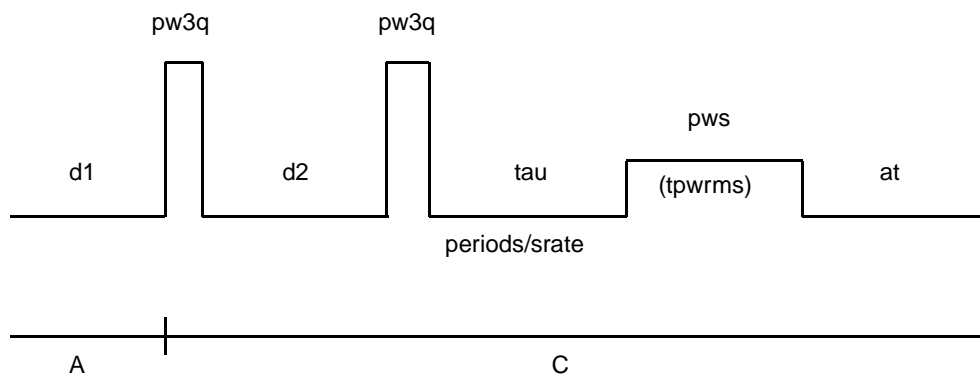 pw3q pw3q
pws
d1 d2 tau (tpwrms) at
periods/srate
A C